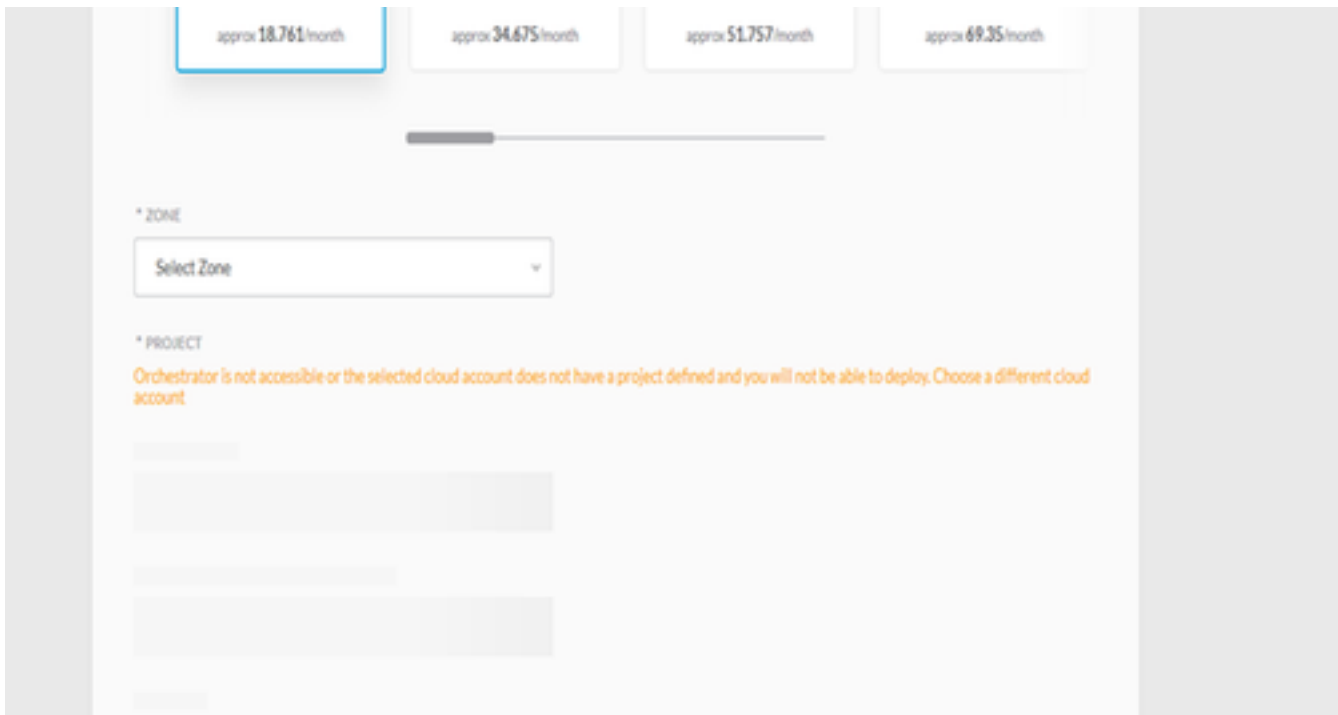 approx 18.761/month approx 34.675/month approx 51.757/month approx 69.35/month
* ZONE
Select Zone
* PROJECT
Orchestrator is not accessible or the selected cloud account does not have a project defined and you will not be able to deploy. Choose a different cloud
account